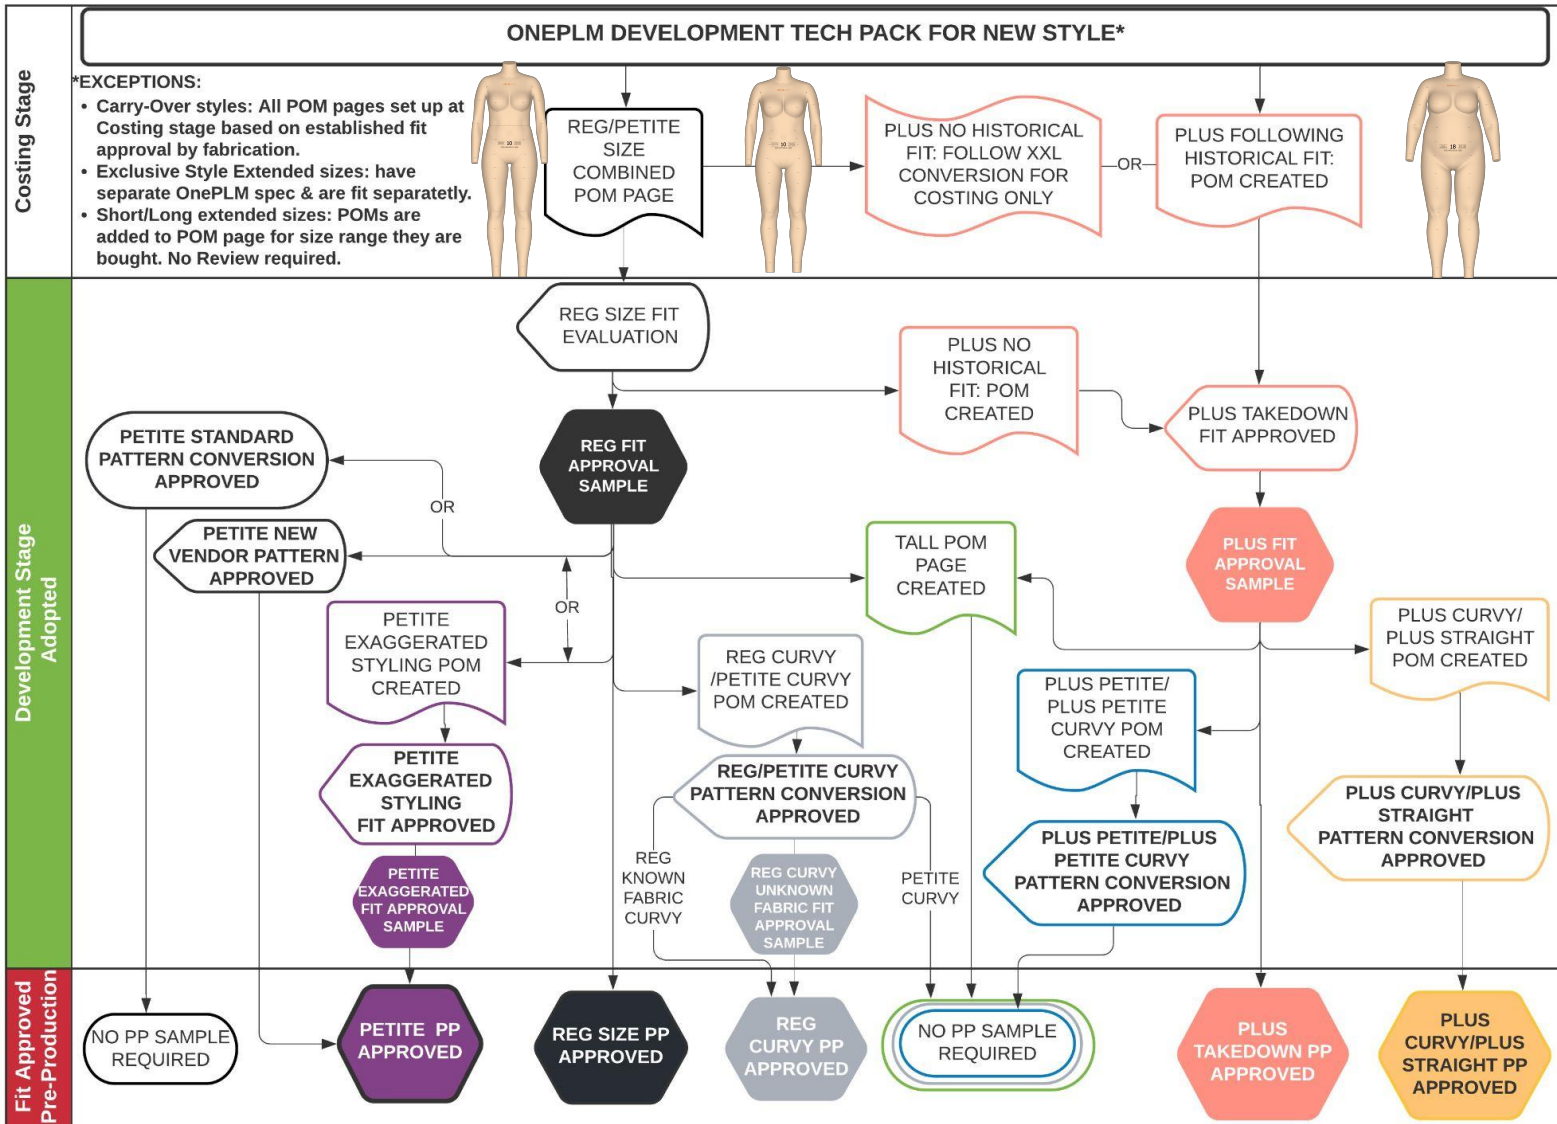 ONEPLM DEVELOPMENT TECH PACK FOR NEW STYLE*
Costing Stage
*EXCEPTIONS:
• Carry-Over styles: All POM pages set up at
Costing stage based on established fit
approval by fabrication.
• Exclusive Style Extended sizes: have
separate OnePLM spec & are fit separatetly.
• Short/Long extended sizes: POMs are
added to POM page for size range they are
bought. No Review required.
10
REG/PETITE
SIZE
COMBINED
POM PAGE
10
PLUS NO HISTORICAL
FIT: FOLLOW XXL
CONVERSION FOR
COSTING ONLY
OR
PLUS FOLLOWING
HISTORICAL FIT:
POM CREATED
18
Development Stage
Adopted
REG SIZE FIT
EVALUATION
PLUS NO
HISTORICAL
FIT: POM
CREATED
PLUS TAKEDOWN
FIT APPROVED
PETITE STANDARD
PATTERN CONVERSION
APPROVED
REG FIT
APPROVAL
SAMPLE
OR
PETITE NEW
VENDOR PATTERN
APPROVED
TALL POM
PAGE
CREATED
PLUS FIT
APPROVAL
SAMPLE
OR
PETITE
EXAGGERATED
STYLING POM
CREATED
REG CURVY
/PETITE CURVY
POM CREATED
PLUS PETITE/
PLUS PETITE
CURVY POM
CREATED
PLUS CURVY/
PLUS STRAIGHT
POM CREATED
PETITE
EXAGGERATED
STYLING
FIT APPROVED
REG/PETITE CURVY
PATTERN CONVERSION
APPROVED
PLUS PETITE/PLUS
PETITE CURVY
PATTERN CONVERSION
APPROVED
PLUS CURVY/PLUS
STRAIGHT
PATTERN CONVERSION
APPROVED
PETITE
EXAGGERATED
FIT APPROVAL
SAMPLE
REG
KNOWN
FABRIC
CURVY
REG CURVY
UNKNOWN
FABRIC FIT
APPROVAL
SAMPLE
PETITE
CURVY
Fit Approved
Pre-Production
NO PP SAMPLE
REQUIRED
PETITE PP
APPROVED
REG SIZE PP
APPROVED
REG
CURVY PP
APPROVED
NO PP SAMPLE
REQUIRED
PLUS
TAKEDOWN PP
APPROVED
PLUS
CURVY/PLUS
STRAIGHT PP
APPROVED